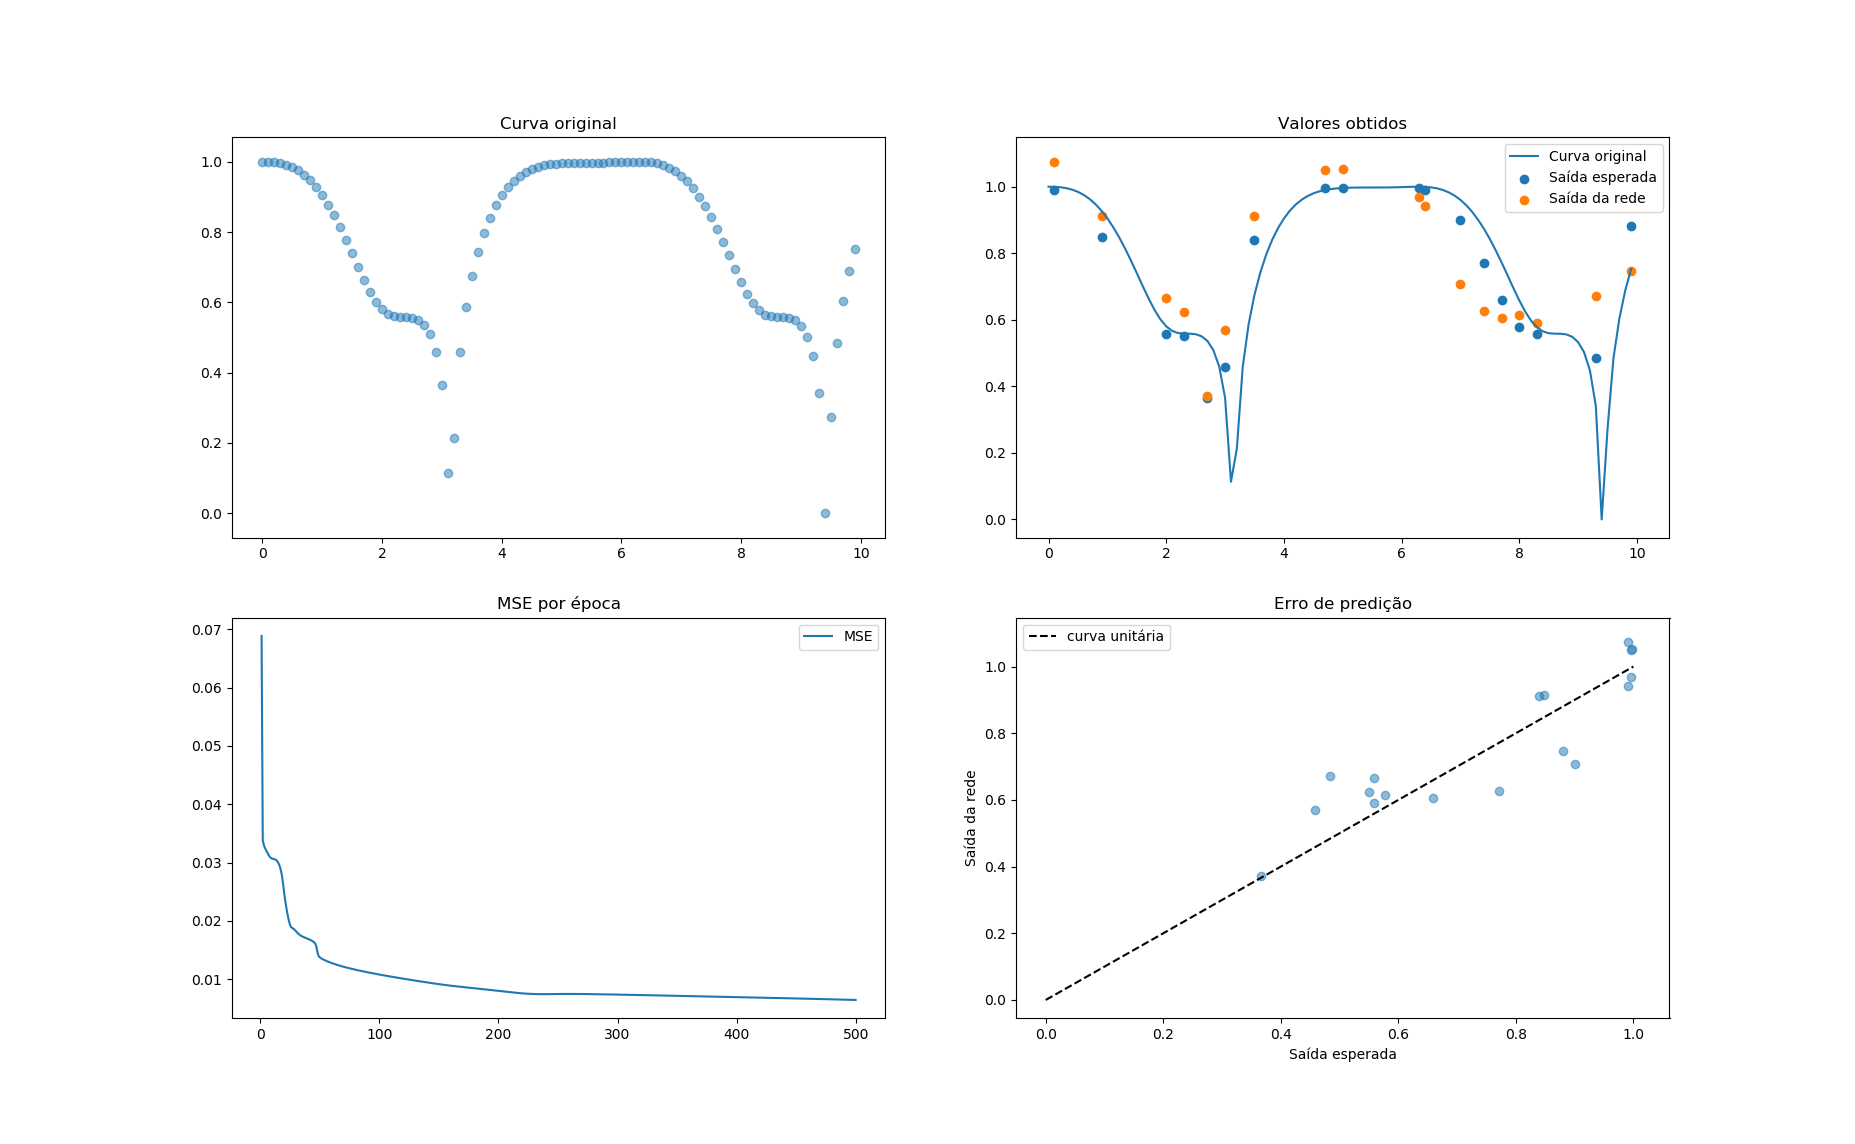 Curva original
1.0
0.8
0.6
0.4
0.2
0.0
0 2 4 6 8 10
Valores obtidos
Curva original
Saída esperada
Saída da rede
1.0
0.8
0.6
0.4
0.2
0.0
0 2 4 6 8 10
MSE por época
MSE
0.07
0.06
0.05
0.04
0.03
0.02
0.01
0 100 200 300 400 500
Erro de predição
curva unitária
Saída da rede
1.0
0.8
0.6
0.4
0.2
0.0
0.0 0.2 0.4 0.6 0.8 1.0
Saída esperada